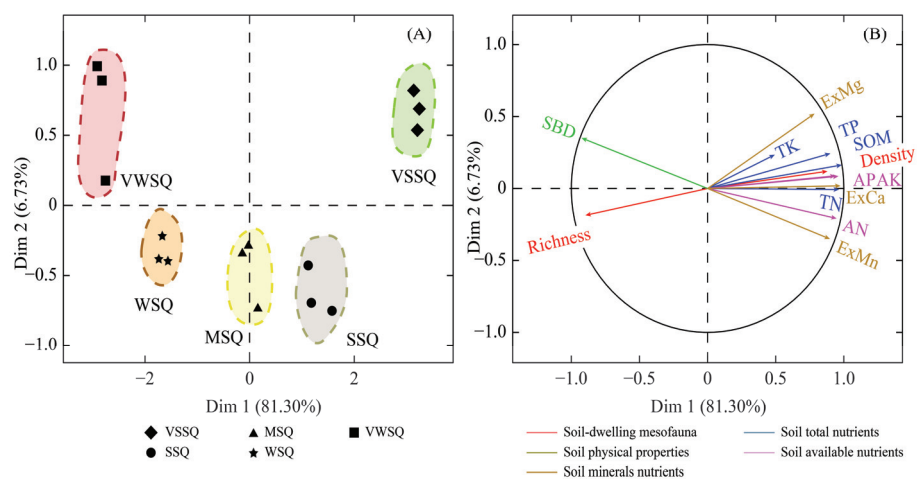 (A)
1.0
0.5
0
−0.5
−1.0
Dim 2 (6.73%)
VWSQ
VSSQ
WSQ
MSQ
SSQ
−2
0
2
Dim 1 (81.30%)
VSSQ
MSQ
VWSQ
SSQ
WSQ
(B)
1.0
0.5
0
−0.5
−1.0
Dim 2 (6.73%)
ExMg
SBD
TP
TK
SOM
Density
APAK
TN
ExCa
AN
Richness
ExMn
−1.0
−0.5
0
0.5
1.0
Dim 1 (81.30%)
Soil-dwelling mesofauna
Soil total nutrients
Soil physical properties
Soil available nutrients
Soil minerals nutrients